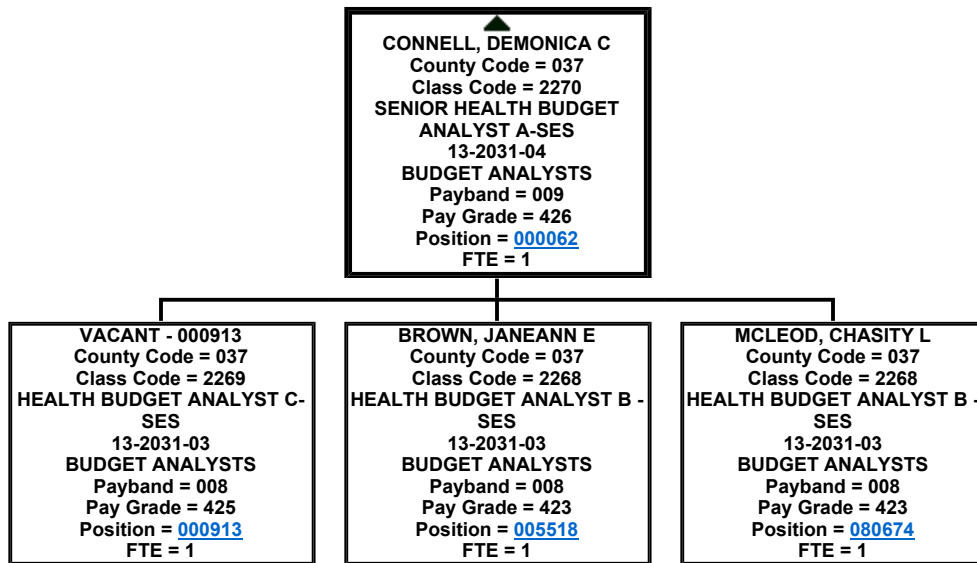 CONNELL, DEMONICA C
County Code = 037
Class Code = 2270
SENIOR HEALTH BUDGET
ANALYST A-SES
13-2031-04
BUDGET ANALYSTS
Payband = 009
Pay Grade = 426
Position = 000062
FTE = 1
VACANT - 000913
County Code = 037
Class Code = 2269
HEALTH BUDGET ANALYST C-
SES
13-2031-03
BUDGET ANALYSTS
Payband = 008
Pay Grade = 425
Position = 000913
FTE = 1
BROWN, JANEANN E
County Code = 037
Class Code = 2268
HEALTH BUDGET ANALYST B -
SES
13-2031-03
BUDGET ANALYSTS
Payband = 008
Pay Grade = 423
Position = 005518
FTE = 1
MCLEOD, CHASITY L
County Code = 037
Class Code = 2268
HEALTH BUDGET ANALYST B -
SES
13-2031-03
BUDGET ANALYSTS
Payband = 008
Pay Grade = 423
Position = 080674
FTE = 1